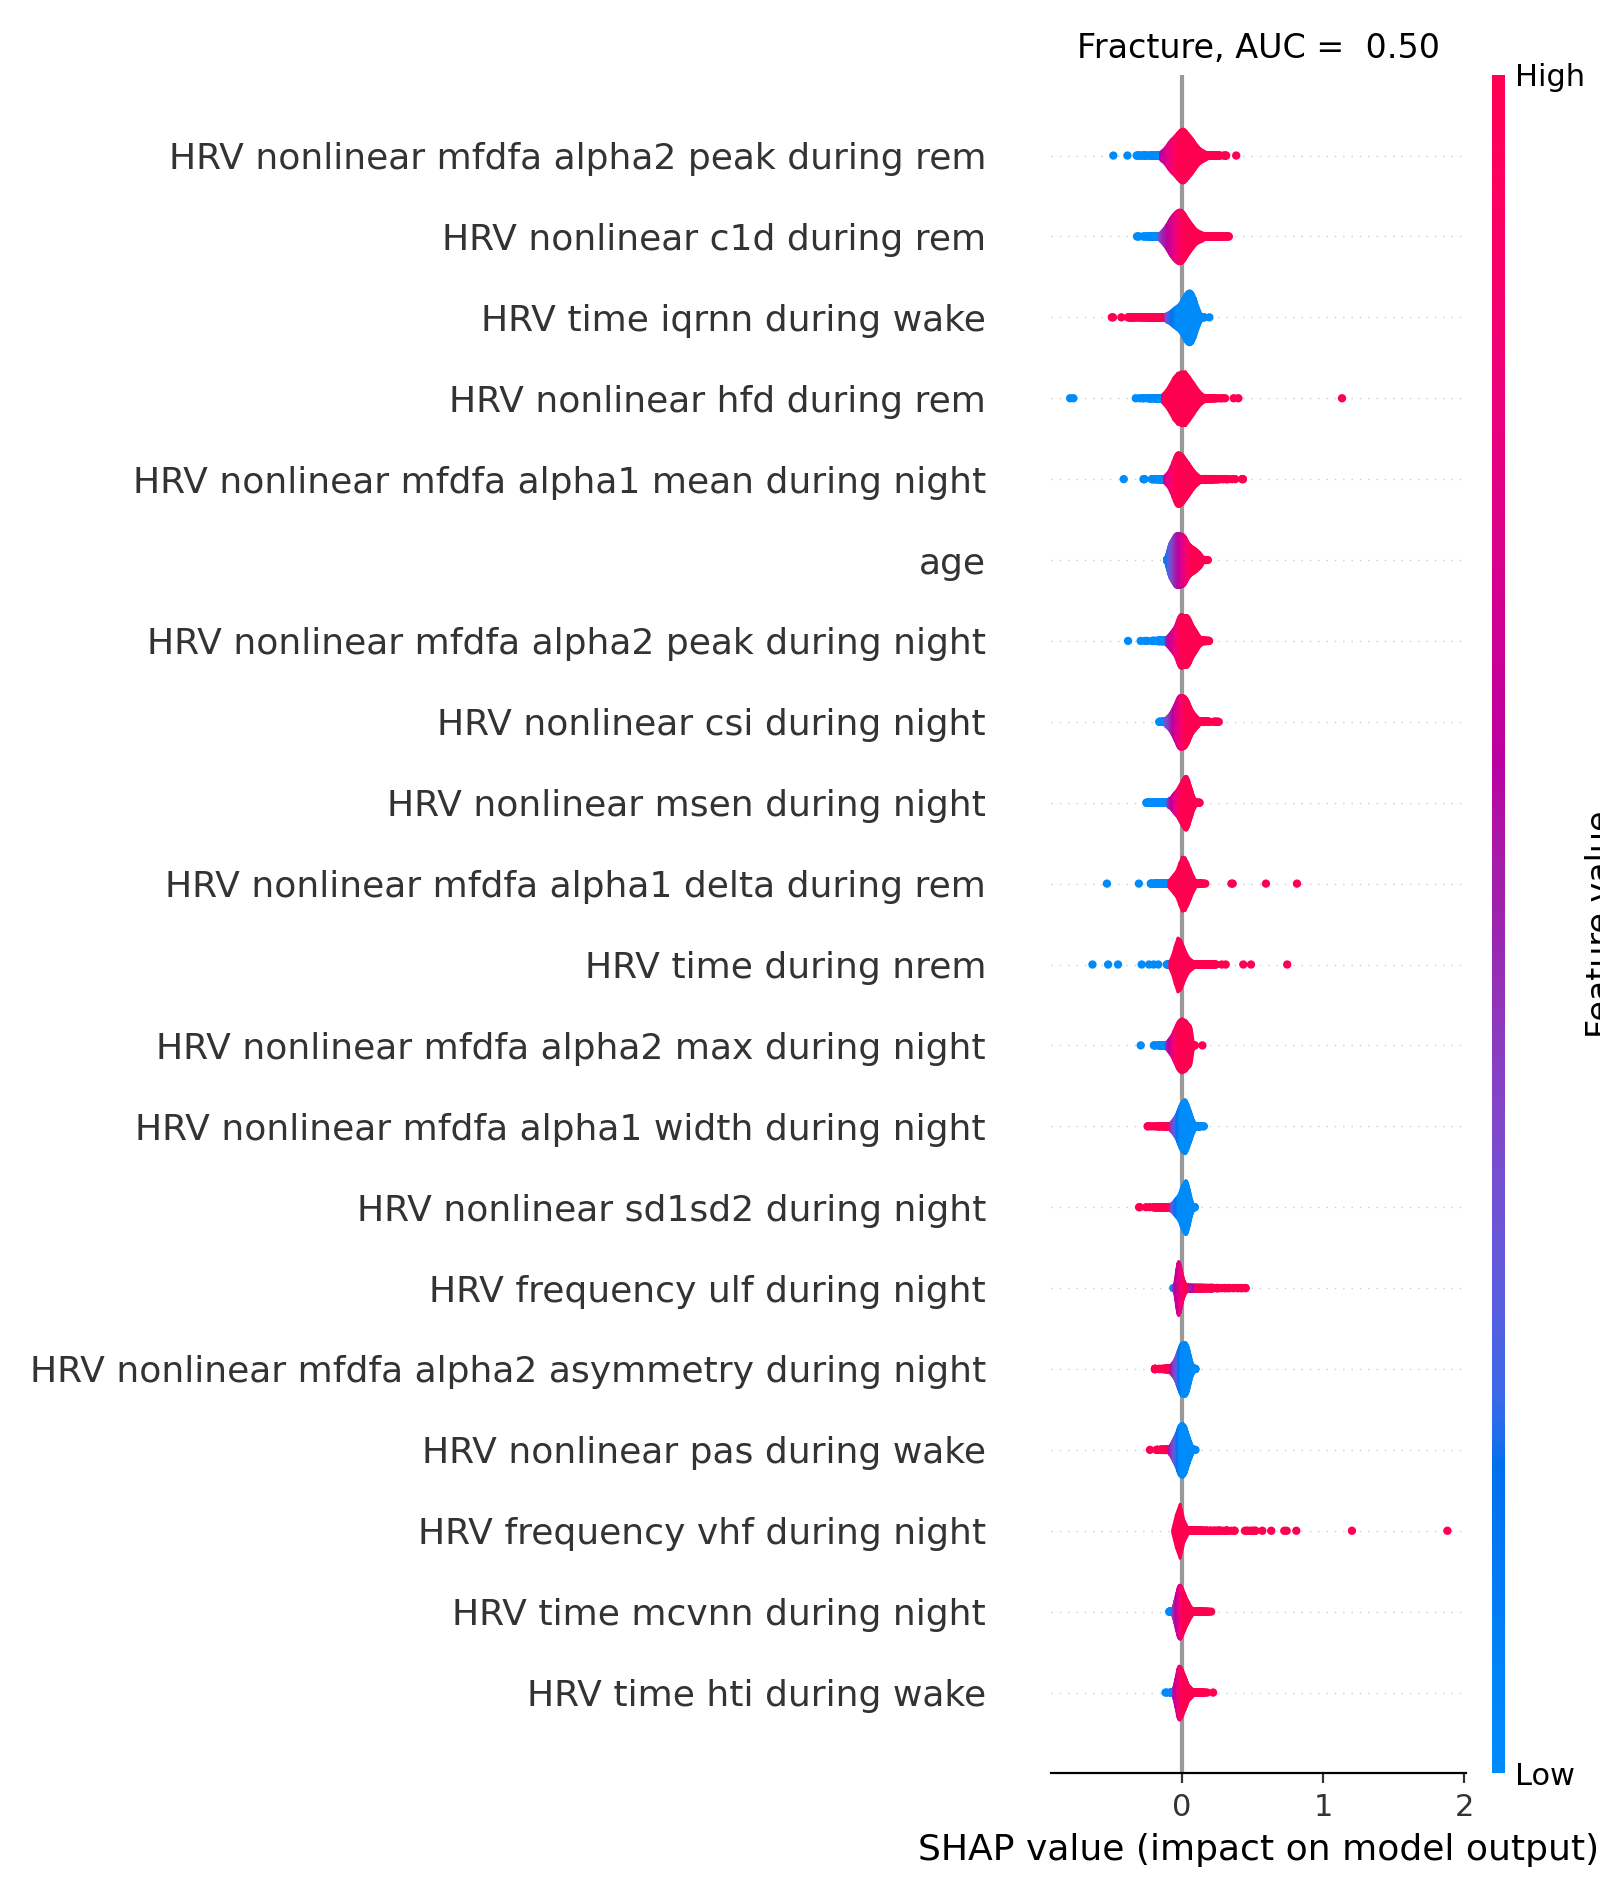 Fracture, AUC =  0.50
High
HRV nonlinear mfdfa alpha2 peak during rem
HRV nonlinear c1d during rem
HRV time iqrnn during wake
HRV nonlinear hfd during rem
HRV nonlinear mfdfa alpha1 mean during night
age
HRV nonlinear mfdfa alpha2 peak during night
HRV nonlinear csi during night
HRV nonlinear msen during night
HRV nonlinear mfdfa alpha1 delta during rem
HRV time during nrem
HRV nonlinear mfdfa alpha2 max during night
HRV nonlinear mfdfa alpha1 width during night
HRV nonlinear sd1sd2 during night
HRV frequency ulf during night
HRV nonlinear mfdfa alpha2 asymmetry during night
HRV nonlinear pas during wake
HRV frequency vhf during night
HRV time mcvnn during night
HRV time hti during wake
Feature value
Low
0 1 2
SHAP value (impact on model output)